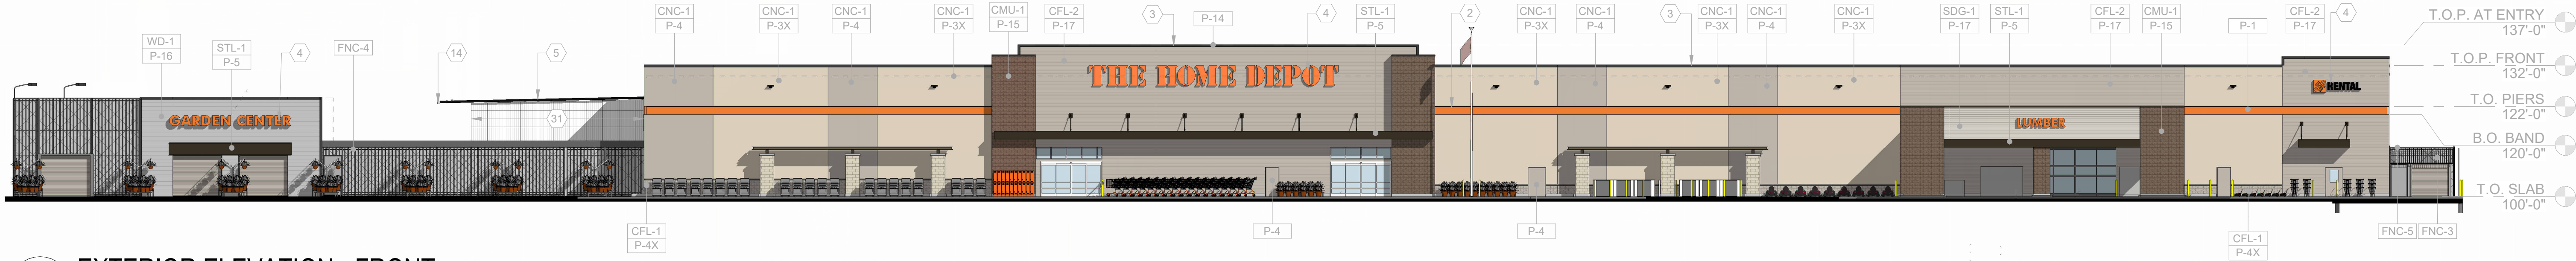 CNC-1
P-4
CNC-1
P-3X
CNC-1
P-4
CNC-1
P-3X
CMU-1
P-15
CFL-2
P-17
3
P-14
4
STL-1
P-5
2
CNC-1
P-3X
CNC-1
P-4
3
CNC-1
P-3X
CNC-1
P-4
CNC-1
P-3X
SDG-1
P-17
STL-1
P-5
CFL-2
P-17
CMU-1
P-15
P-1
CFL-2
P-17
4
T.O.P. AT ENTRY
137'-0"
WD-1
P-16
STL-1
P-5
4
FNC-4
14
5
T.O.P. FRONT
132'-0"
THE HOME DEPOT
RENTAL
T.O. PIERS
122'-0"
GARDEN CENTER
31
LUMBER
B.O. BAND
120'-0"
T.O. SLAB
100'-0"
CFL-1
P-4X
P-4
P-4
CFL-1
P-4X
FNC-5
FNC-3
EXTERIOR ELEVATION - FRONT